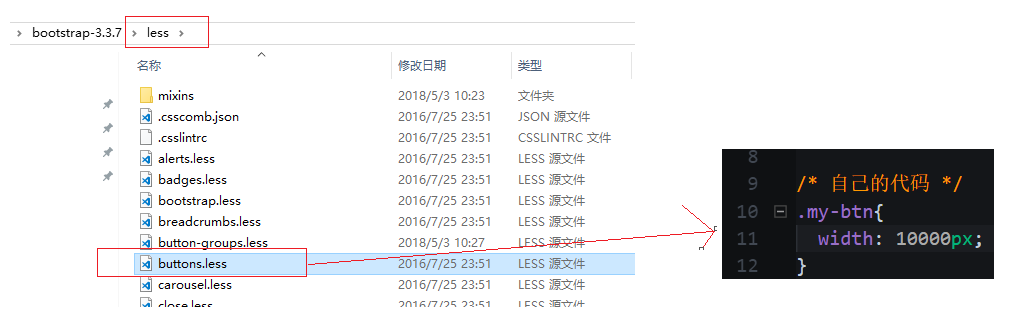 bootstrap-3.3.7 > less >
名称 修改日期 类型
mixins 2018/5/3 10:23 文件夹
.csscomb.json 2016/7/25 23:51 JSON 源文件
.csslintrc 2016/7/25 23:51 CSSLINTRC 文件
alerts.less 2016/7/25 23:51 LESS 源文件
badges.less 2016/7/25 23:51 LESS 源文件
bootstrap.less 2016/7/25 23:51 LESS 源文件
breadcrumbs.less 2016/7/25 23:51 LESS 源文件
button-groups.less 2018/5/3 10:27 LESS 源文件
buttons.less 2016/7/25 23:51 LESS 源文件
carousel.less 2016/7/25 23:51 LESS 源文件
close.less 2016/7/25 23:51 LESS 源文件
8
9 /* 自己的代码 */
10 .my-btn{
11 width: 10000px;
12 }